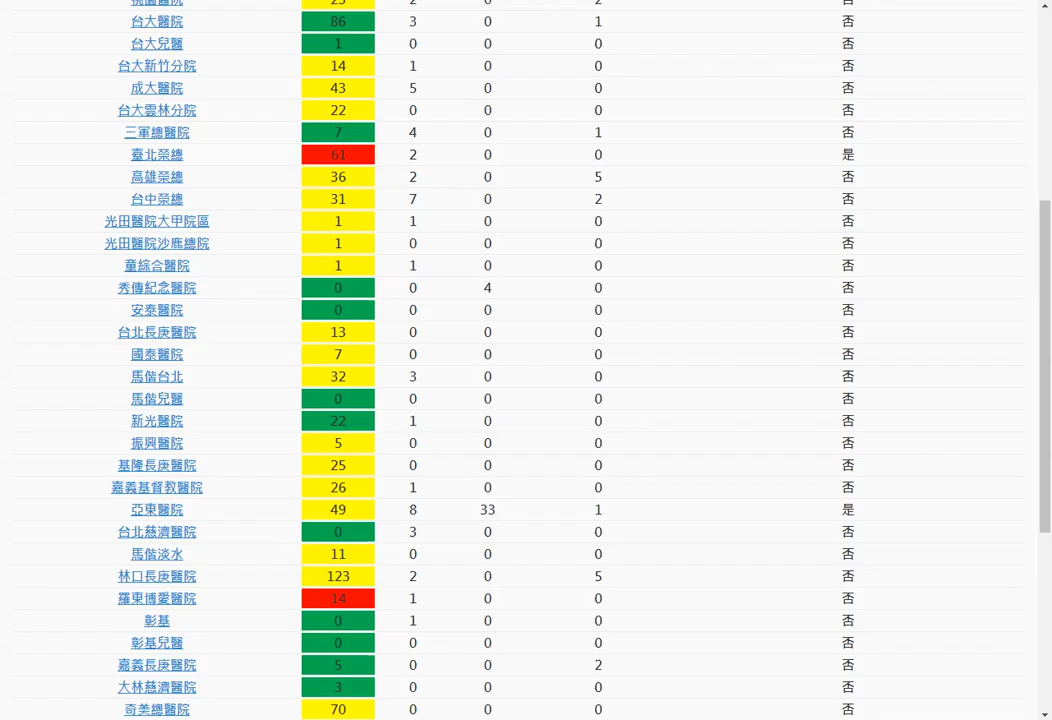 桃園醫院 25 2 0 2 否
台大醫院 86 3 0 1 否
台大兒醫 1 0 0 0 否
台大新竹分院 14 1 0 0 否
成大醫院 43 5 0 0 否
台大雲林分院 22 0 0 0 否
三軍總醫院 7 4 0 1 否
臺北榮總 61 2 0 0 是
高雄榮總 36 2 0 5 否
台中榮總 31 7 0 2 否
光田醫院大甲院區 1 1 0 0 否
光田醫院沙鹿總院 1 0 0 0 否
童綜合醫院 1 1 0 0 否
秀傳紀念醫院 0 0 4 0 否
安泰醫院 0 0 0 0 否
台北長庚醫院 13 0 0 0 否
國泰醫院 7 0 0 0 否
馬偕台北 32 3 0 0 否
馬偕兒醫 0 0 0 0 否
新光醫院 22 1 0 0 否
振興醫院 5 0 0 0 否
基隆長庚醫院 25 0 0 0 否
嘉義基督教醫院 26 1 0 0 否
亞東醫院 49 8 33 1 是
台北慈濟醫院 0 3 0 0 否
馬偕淡水 11 0 0 0 否
林口長庚醫院 123 2 0 5 否
羅東博愛醫院 14 1 0 0 否
彰基 0 1 0 0 否
彰基兒醫 0 0 0 0 否
嘉義長庚醫院 5 0 0 2 否
大林慈濟醫院 3 0 0 0 否
奇美總醫院 70 0 0 0 否